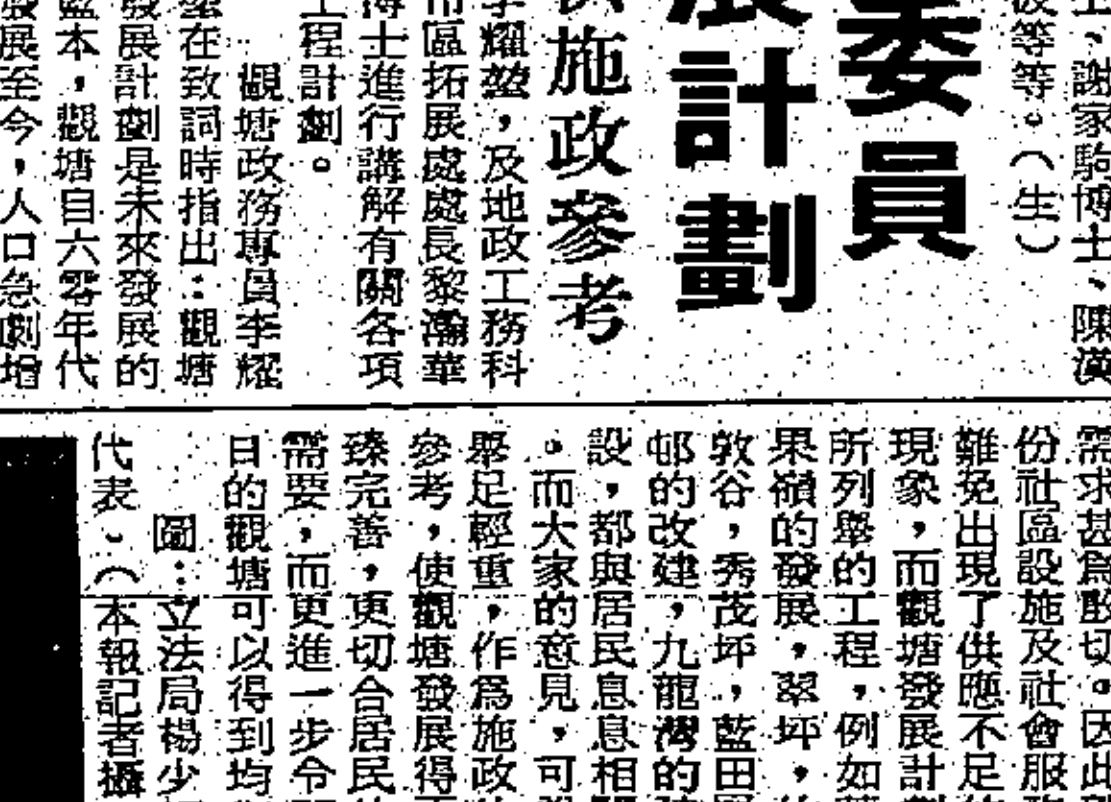 士、謝家駒博士、陳漢
波等等。（生）
委員
展計劃
供施政參考
李耀塋，及地政工務科
市區拓展處處長黎瀚華
博士進行講解有關各項
工程計劃。
觀塘政務專員李耀
塋在致詞時指出：觀塘
發展計劃是未來發展的
藍本，觀塘自六零年代
發展至今，人口急劇增
需求甚爲殷切。因此
份社區設施及社會服
難免出現了供應不足
現象，而觀塘發展計劃
所列舉的工程，例如
果嶺的發展，翠坪，
敦谷，秀茂坪，藍田
邨的改建，九龍灣的
設，都與居民息息相
。而大家的意見，可
舉足輕重，作爲施政
參考，使觀塘發展得
臻完善，更切合居民
需要，而更進一步令
日的觀塘可以得到均
圖：立法局楊少
代表。（本報記者攝